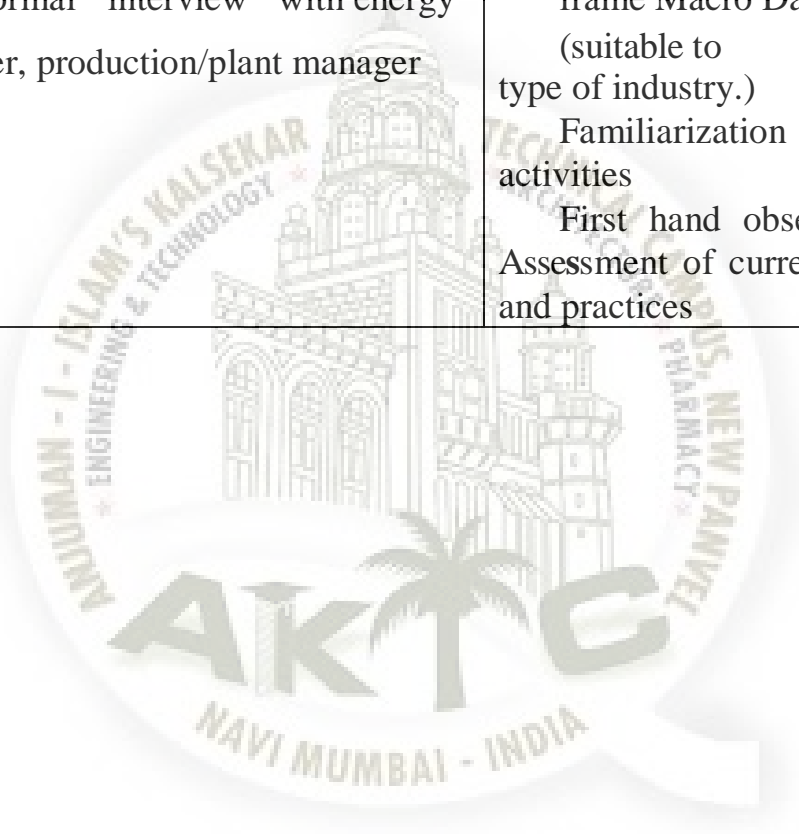 ormal interview with energy
er, production/plant manager
frame Macro Da
(suitable to
type of industry.)
Familiarization
activities
First hand obse
Assessment of curre
and practices
ANJUMAN - I - ISLAM'S KALSEKAR TECHNICAL CAMPUS, NEW PANVEL
ENGINEERING & TECHNOLOGY
PHARMACY
AKTC
NAVI MUMBAI - INDIA